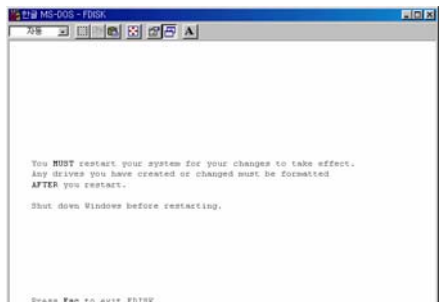 한글 MS-DOS - FDISK
자동
A
You MUST restart your system for your changes to take effect.
Any drives you have created or changed must be formatted
AFTER you restart.
Shut down Windows before restarting.
Press Esc to exit FDISK